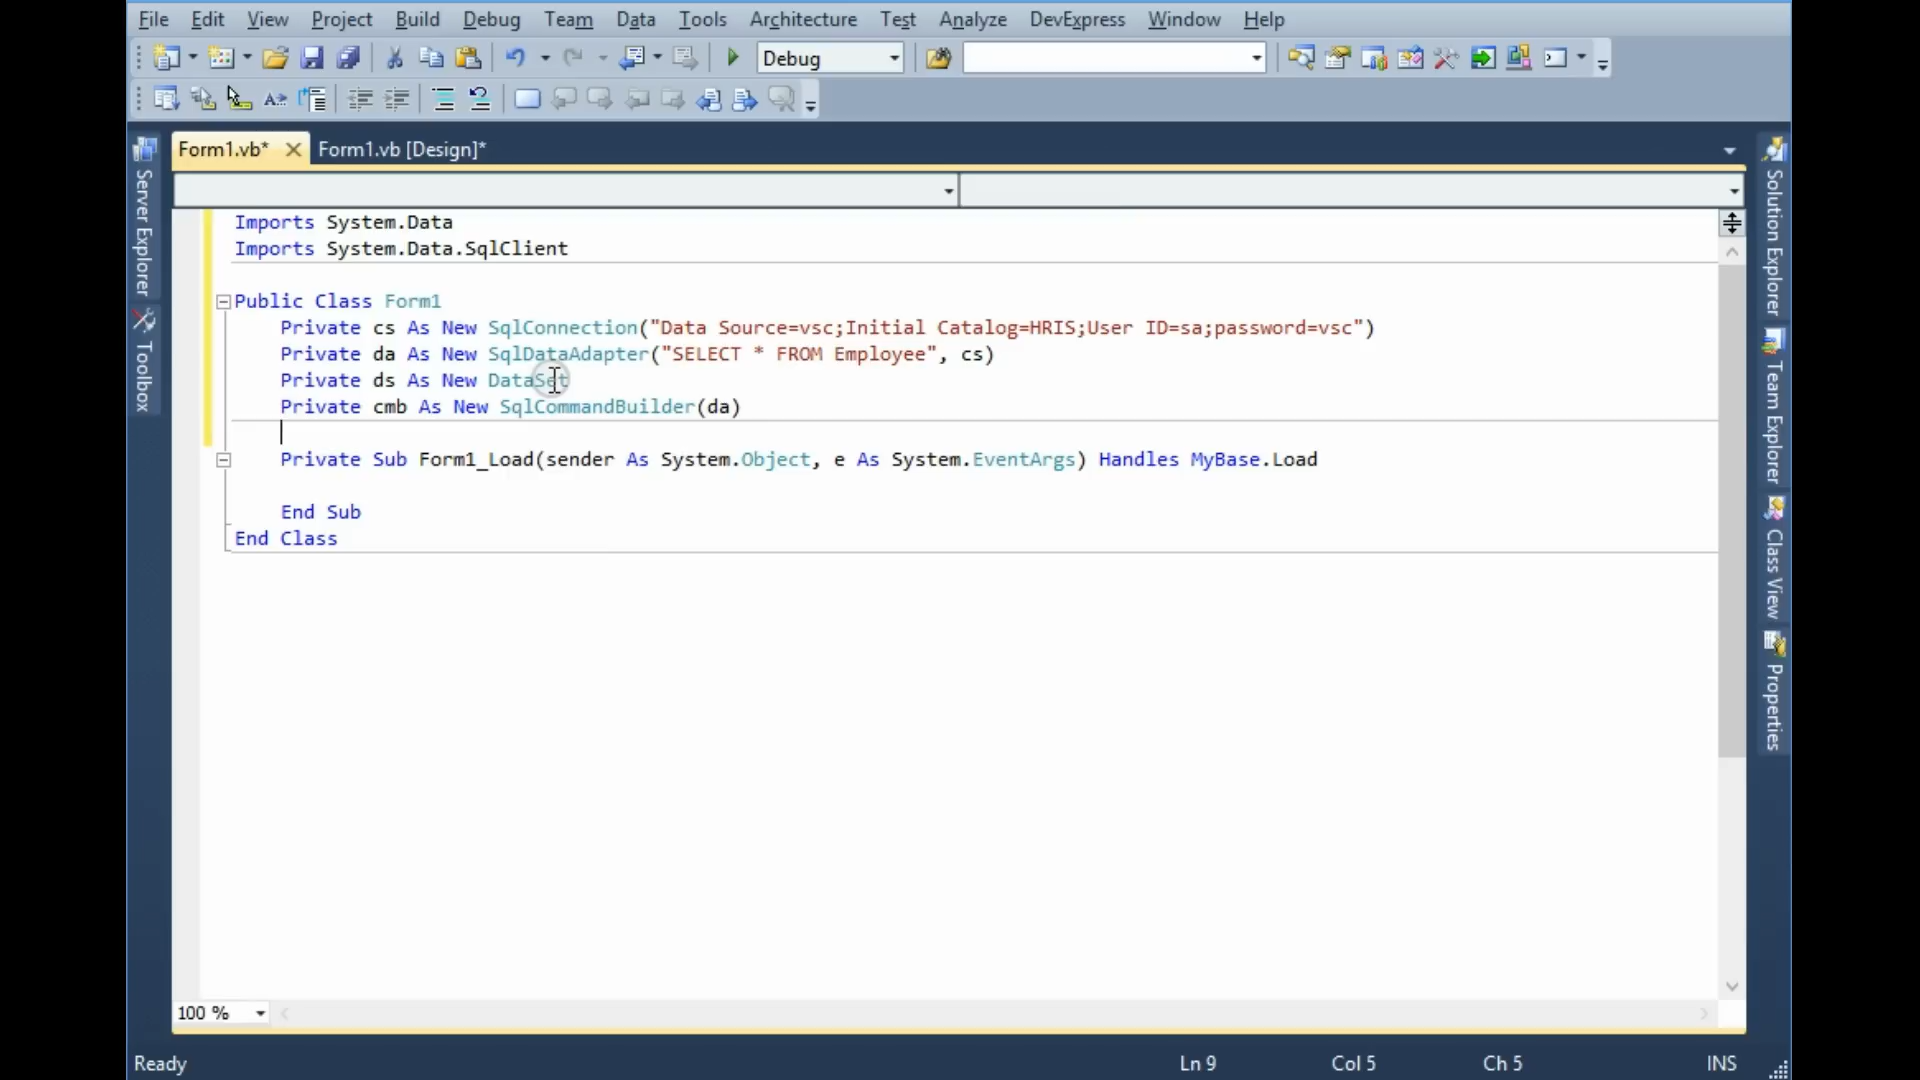 File Edit View Project Build Debug Team Data Tools Architecture Test Analyze DevExpress Window Help
Debug
Form1.vb* Form1.vb [Design]*
Server Explorer
Toolbox
Imports System.Data
Imports System.Data.SqlClient
Public Class Form1
Private cs As New SqlConnection("Data Source=vsc;Initial Catalog=HRIS;User ID=sa;password=vsc")
Private da As New SqlDataAdapter("SELECT * FROM Employee", cs)
Private ds As New DataSet
Private cmb As New SqlCommandBuilder(da)
Private Sub Form1_Load(sender As System.Object, e As System.EventArgs) Handles MyBase.Load
End Sub
End Class
Solution Explorer
Team Explorer
Class View
Properties
100 %
Ready Ln 9 Col 5 Ch 5 INS